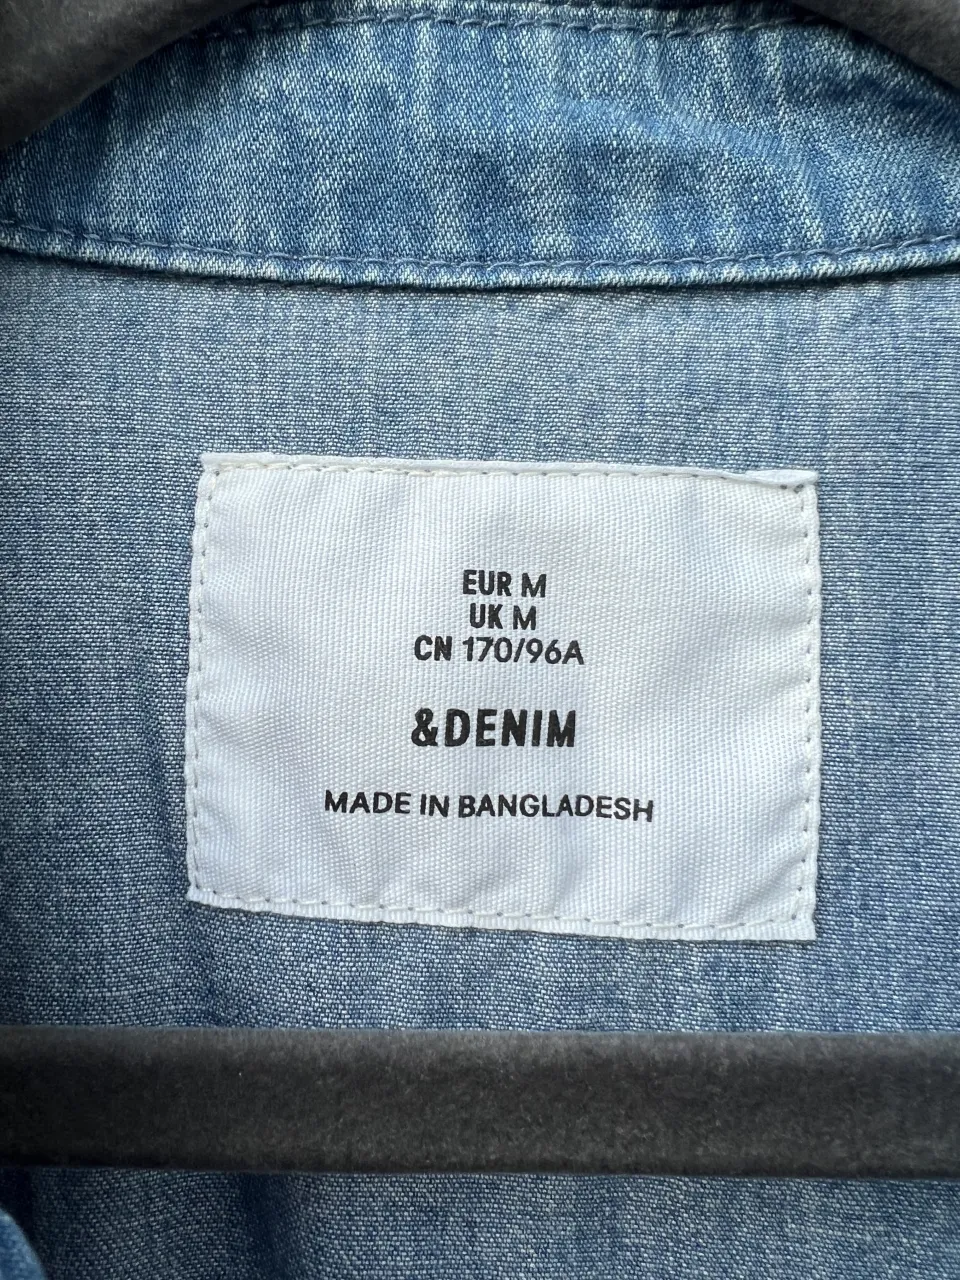 EUR M
UK M
CN 170/96A
&DENIM
MADE IN BANGLADESH